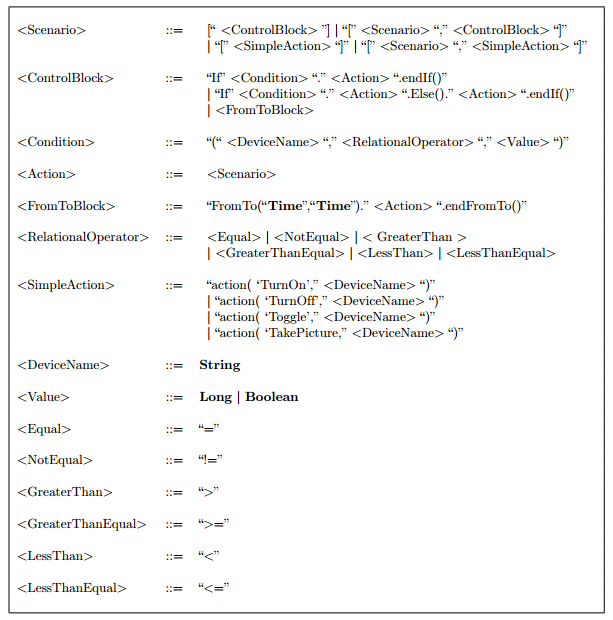 <Scenario> ::= [“ <ControlBlock> ”] | “[” <Scenario> “,” <ControlBlock> “]”
| “[” <SimpleAction> “]” | “[” <Scenario> “,” <SimpleAction> “]”
<ControlBlock> ::= “If” <Condition> “.” <Action> “.endIf()”
| “If” <Condition> “.” <Action> “.Else().” <Action> “.endIf()”
| <FromToBlock>
<Condition> ::= “(“ <DeviceName> “,” <RelationalOperator> “,” <Value> “)”
<Action> ::= <Scenario>
<FromToBlock> ::= “FromTo(“Time”,“Time”).” <Action> “.endFromTo()”
<RelationalOperator> ::= <Equal> | <NotEqual> | < GreaterThan >
| <GreaterThanEqual> | <LessThan> | <LessThanEqual>
<SimpleAction> ::= “action( ‘TurnOn’,” <DeviceName> “)”
| “action( ‘TurnOff’,” <DeviceName> “)”
| “action( ‘Toggle’,” <DeviceName> “)”
| “action( ‘TakePicture,” <DeviceName> “)”
<DeviceName> ::= String
<Value> ::= Long | Boolean
<Equal> ::= “=”
<NotEqual> ::= “!=”
<GreaterThan> ::= “>”
<GreaterThanEqual> ::= “>=”
<LessThan> ::= “<”
<LessThanEqual> ::= “<=”